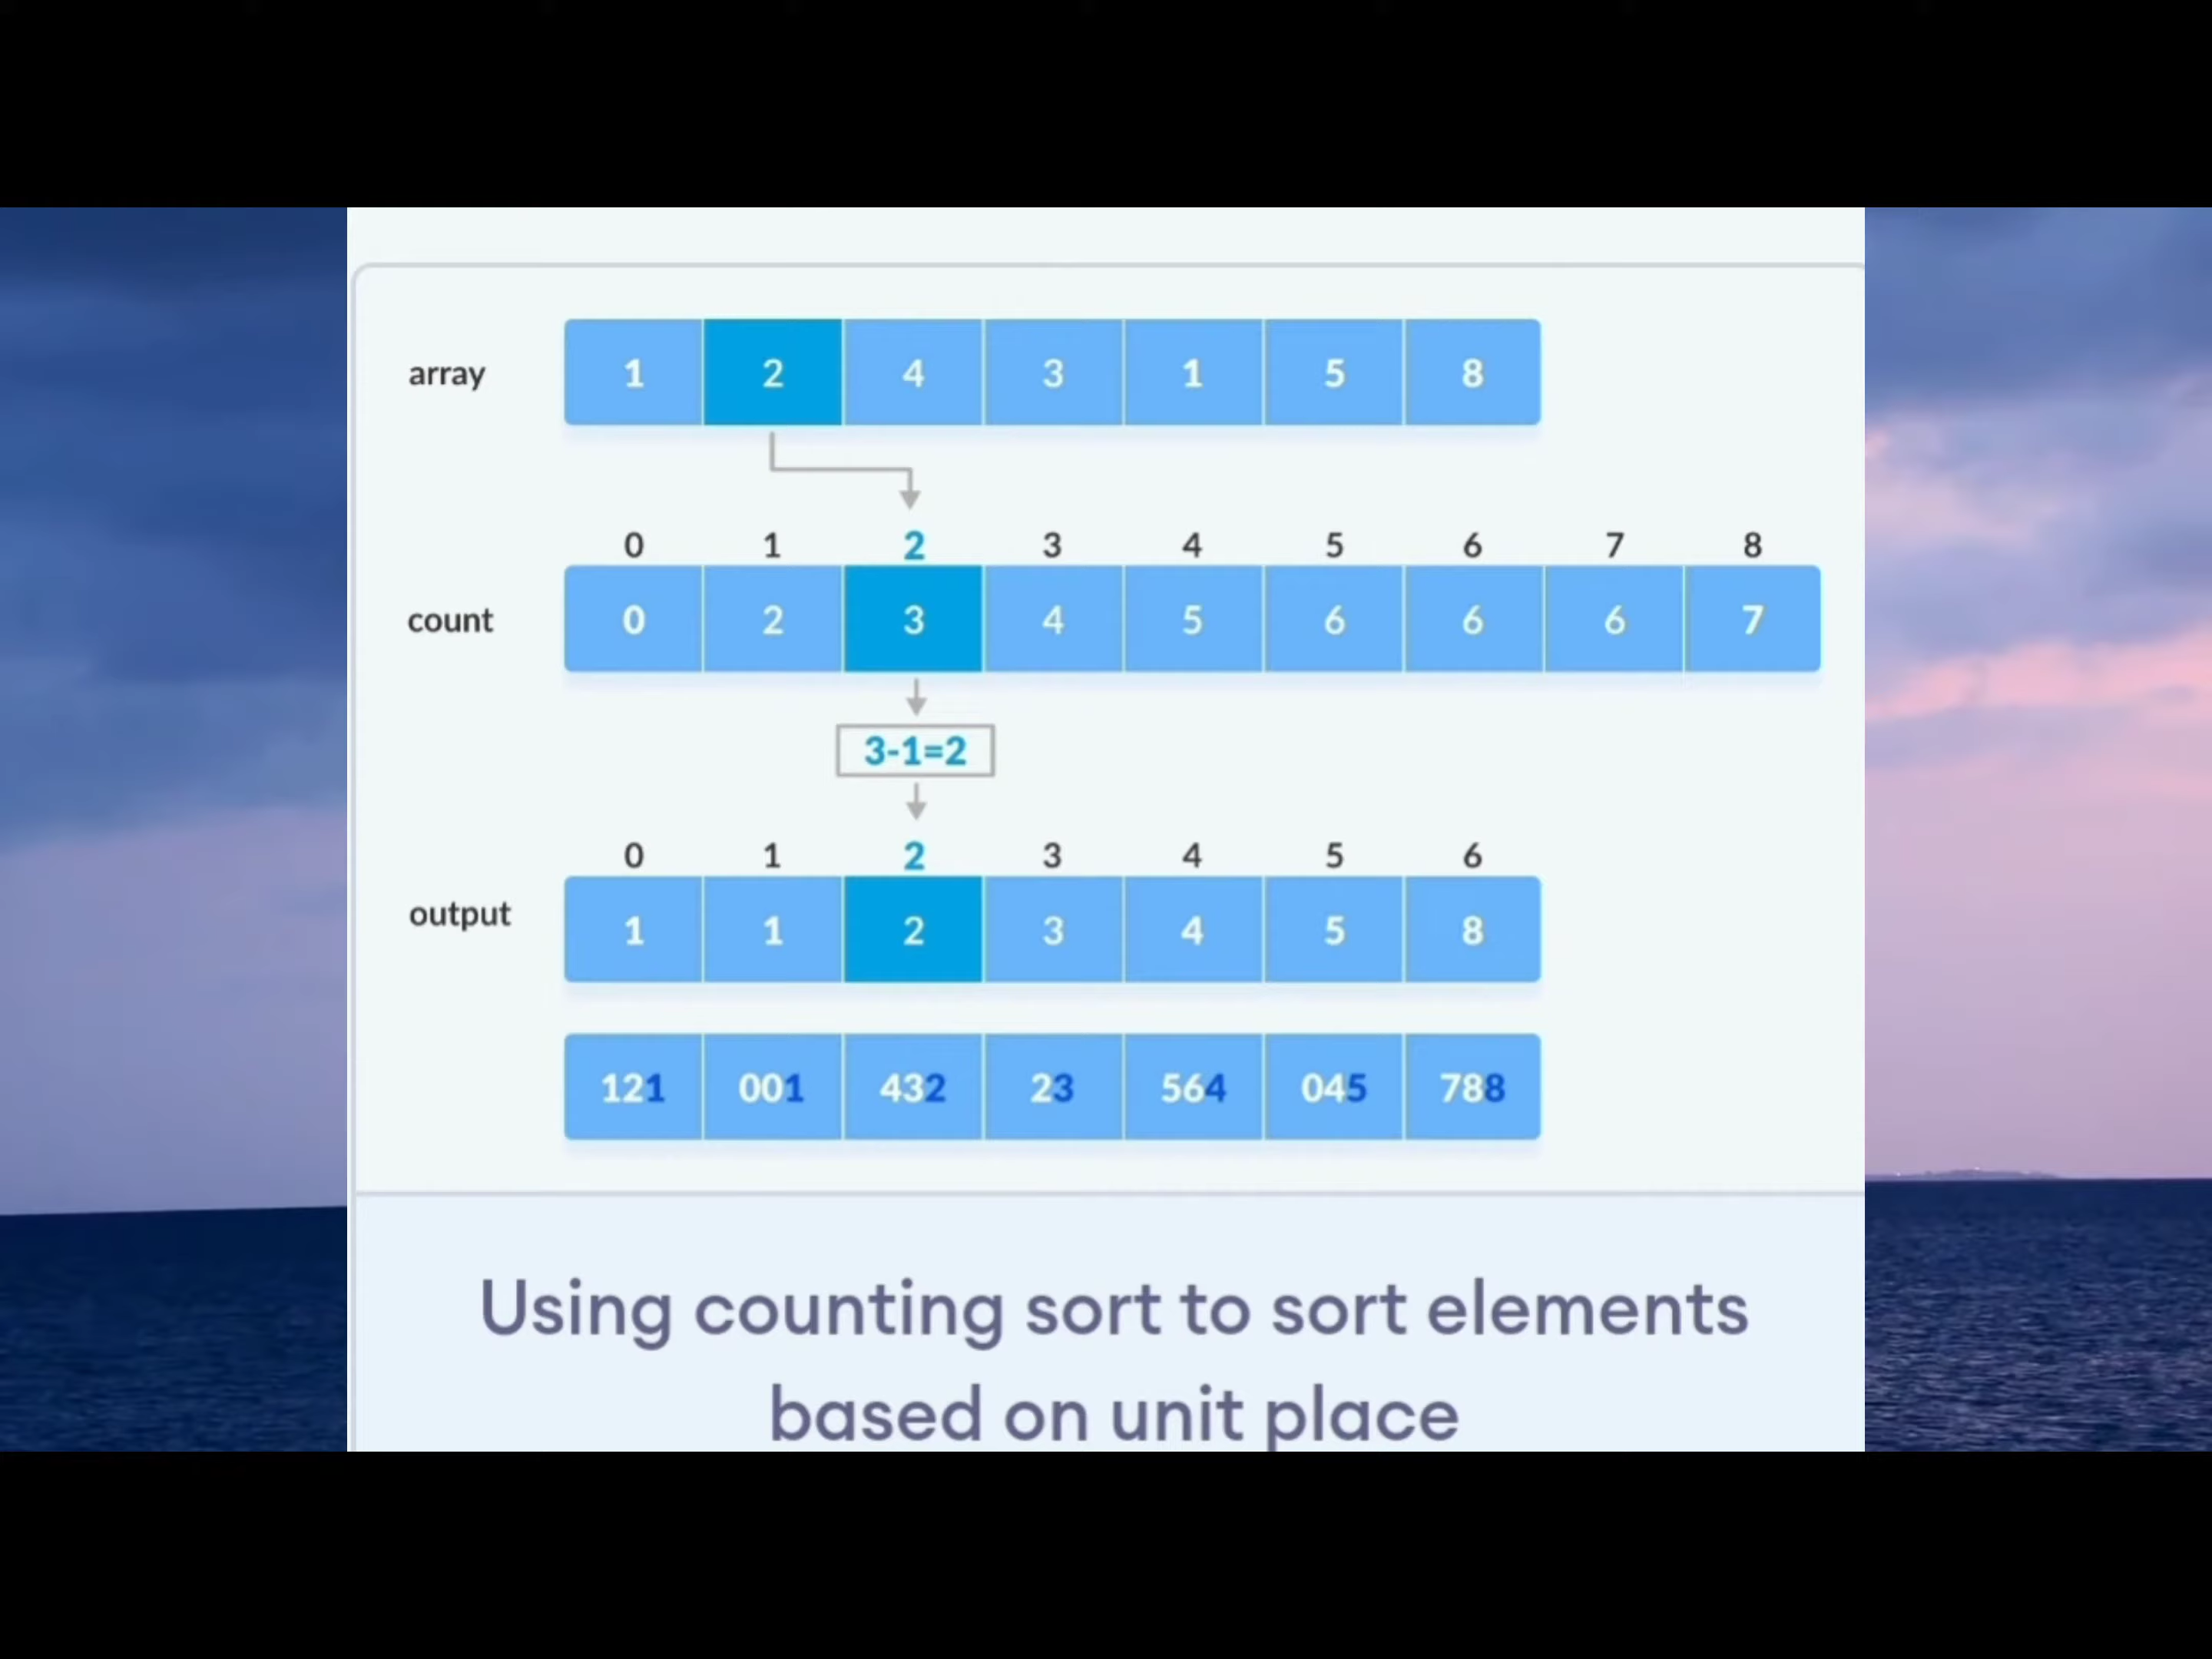 array 1 2 4 3 1 5 8
0 1 2 3 4 5 6 7 8
count 0 2 3 4 5 6 6 6 7
3-1=2
0 1 2 3 4 5 6
output 1 1 2 3 4 5 8
121 001 432 23 564 045 788
Using counting sort to sort elements
based on unit place